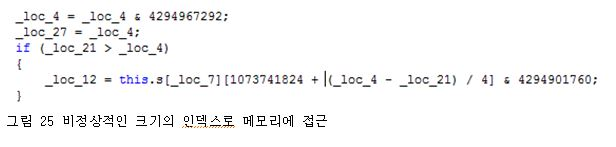 _loc_4 = _loc_4 & 4294967292;
_loc_27 = _loc_4;
if (_loc_21 > _loc_4)
{
_loc_12 = this.s[_loc_7][1073741824 + (_loc_4 - _loc_21) / 4] & 4294901760;
}
그림 25 비정상적인 크기의 인덱스로 메모리에 접근